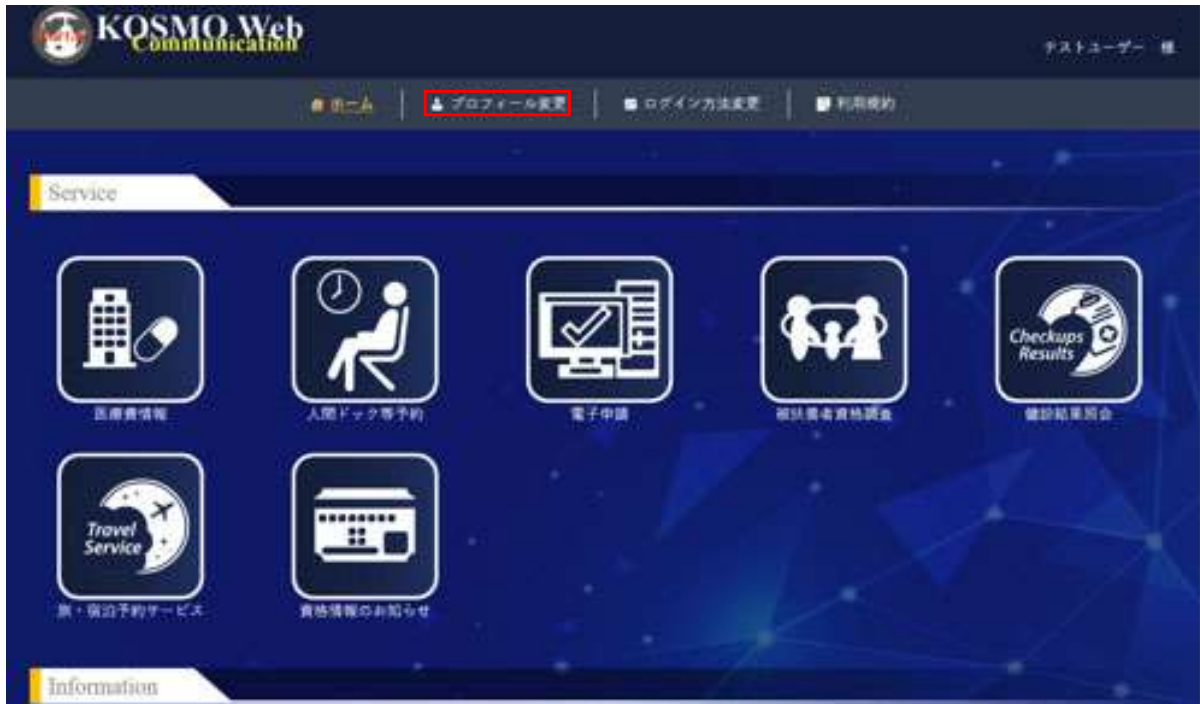 KOSMO Web
Communication
テストユーザー 様
ホーム
プロフィール変更
ログイン方法変更
利用規約
Service
医療費情報
人間ドック等予約
電子申請
被扶養者資格調査
Checkups
Results
健診結果照会
Travel
Service
旅・宿泊予約サービス
資格情報のお知らせ
Information